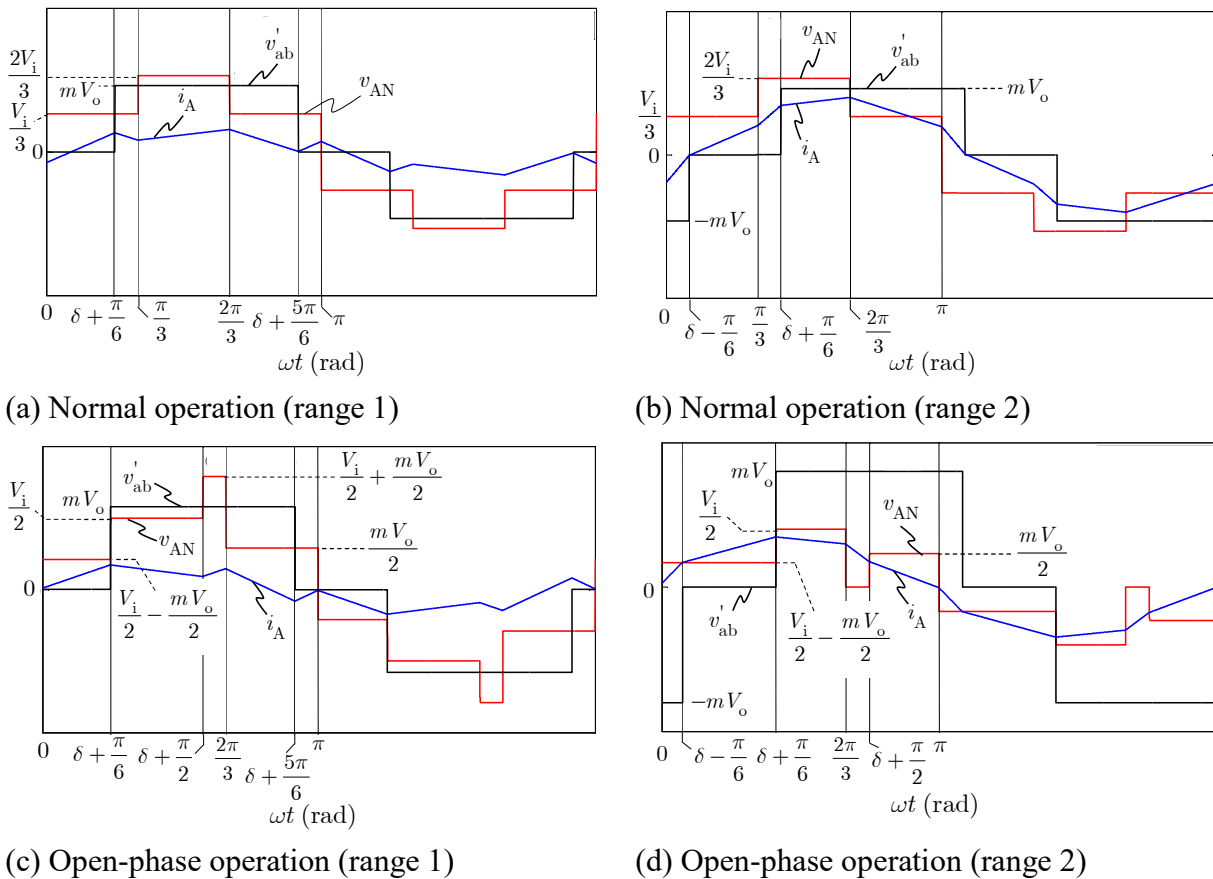 2V_i/3
mV_o
V_i/3
0
i_A
v'_ab
v_AN
0 δ+π/6 π/3 2π/3 δ+5π/6 π
ωt (rad)
(a) Normal operation (range 1)
2V_i/3
V_i/3
0
−mV_o
v_AN
v'_ab
mV_o
i_A
0 δ−π/6 π/3 δ+π/6 2π/3 π
ωt (rad)
(b) Normal operation (range 2)
V_i/2
mV_o
0
v'_ab
v_AN
V_i/2 + mV_o/2
mV_o/2
V_i/2 − mV_o/2
i_A
0 δ+π/6 δ+π/2 2π/3 δ+5π/6 π
ωt (rad)
(c) Open-phase operation (range 1)
mV_o
V_i/2
0
v'_ab
−mV_o
v_AN
mV_o/2
V_i/2 − mV_o/2
i_A
0 δ−π/6 δ+π/6 2π/3 δ+π/2 π
ωt (rad)
(d) Open-phase operation (range 2)